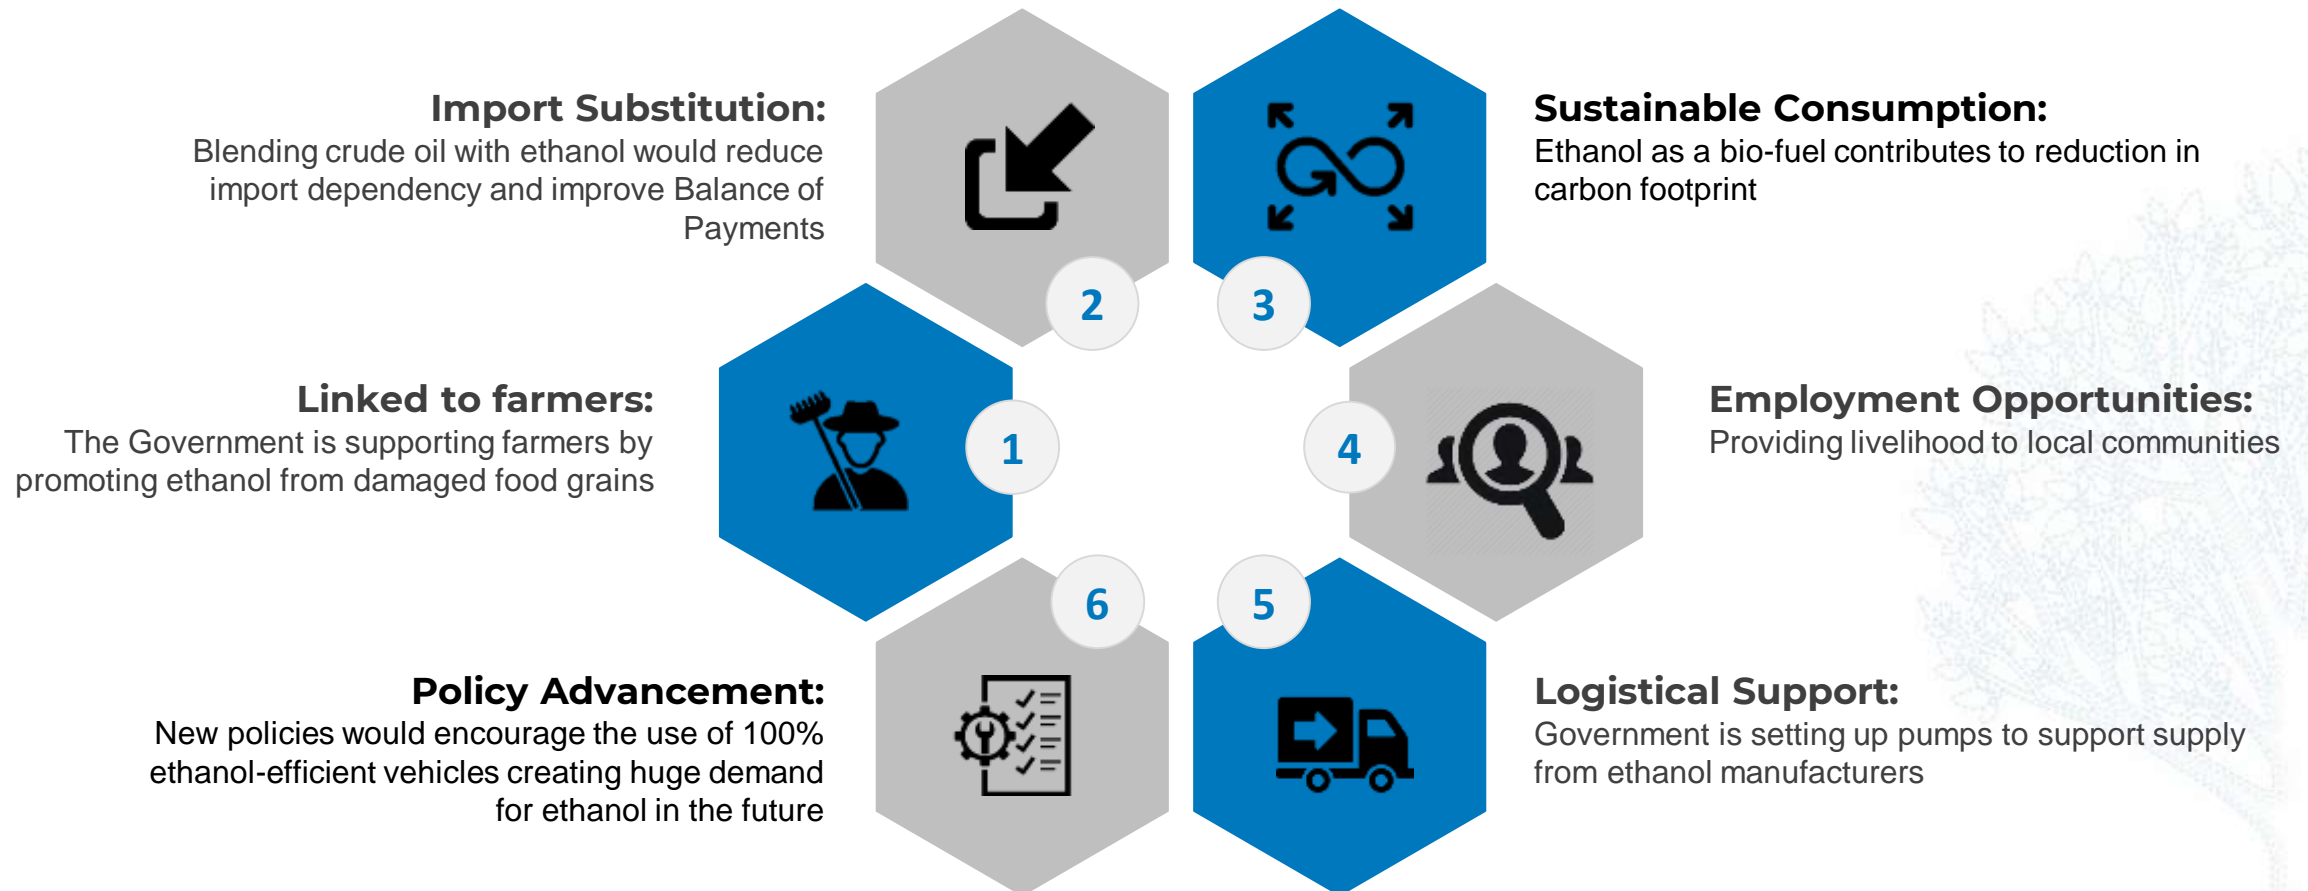 Import Substitution:
Blending crude oil with ethanol would reduce
import dependency and improve Balance of
Payments
2
3
Sustainable Consumption:
Ethanol as a bio-fuel contributes to reduction in
carbon footprint
Linked to farmers:
The Government is supporting farmers by
promoting ethanol from damaged food grains
1
4
Employment Opportunities:
Providing livelihood to local communities
6
5
Policy Advancement:
New policies would encourage the use of 100%
ethanol-efficient vehicles creating huge demand
for ethanol in the future
Logistical Support:
Government is setting up pumps to support supply
from ethanol manufacturers